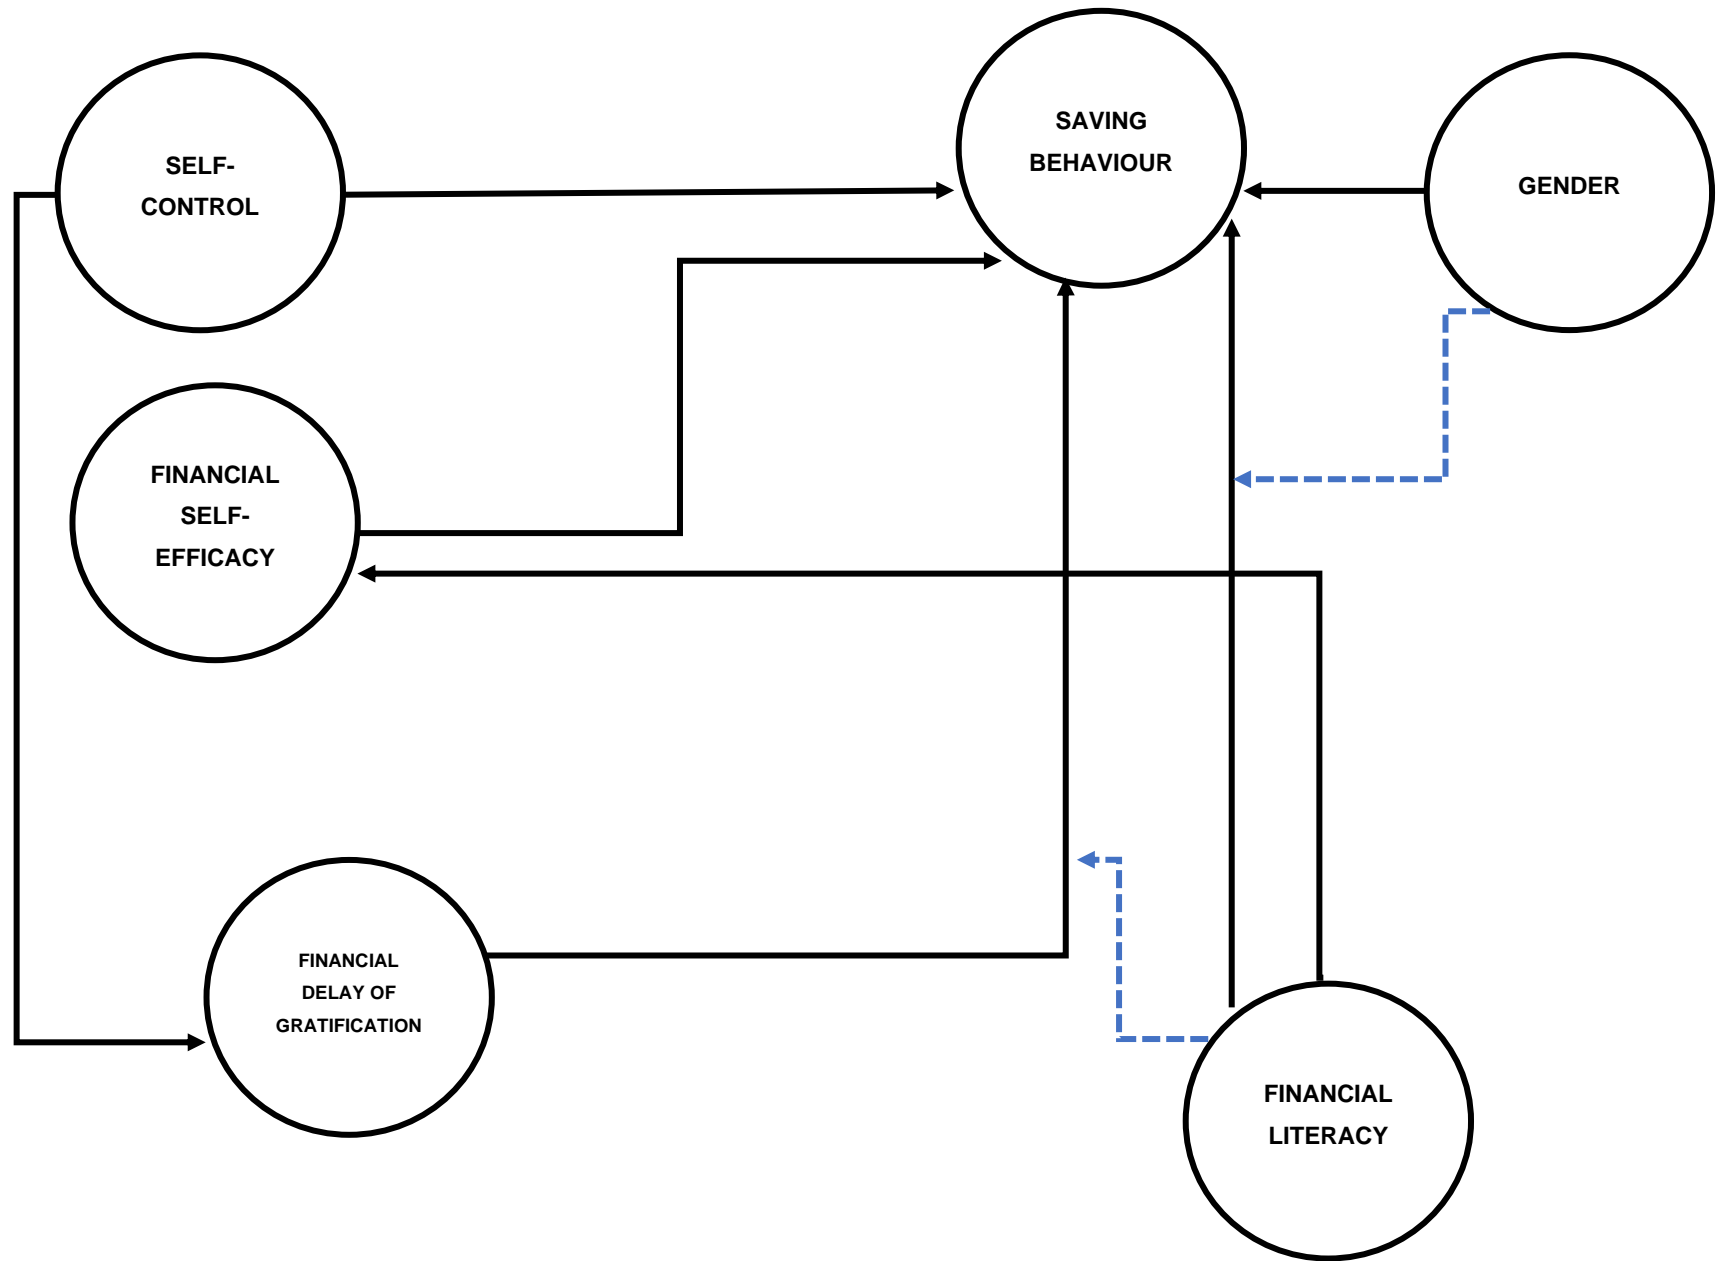 SELF-
CONTROL
SAVING
BEHAVIOUR
GENDER
FINANCIAL
SELF-
EFFICACY
FINANCIAL
DELAY OF
GRATIFICATION
FINANCIAL
LITERACY